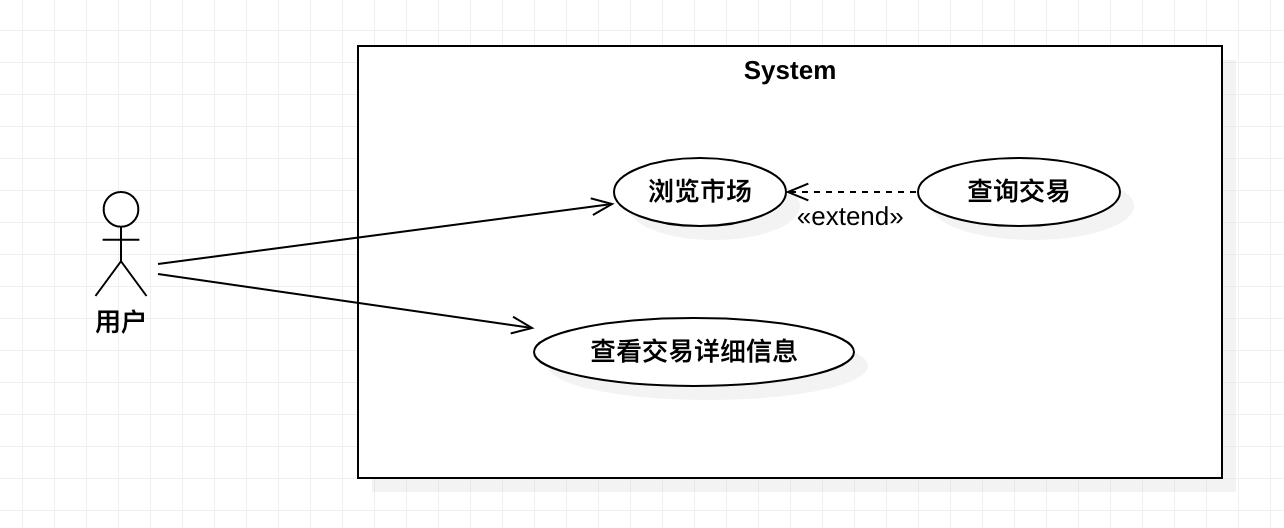 System
浏览市场
查询交易
«extend»
用户
查看交易详细信息